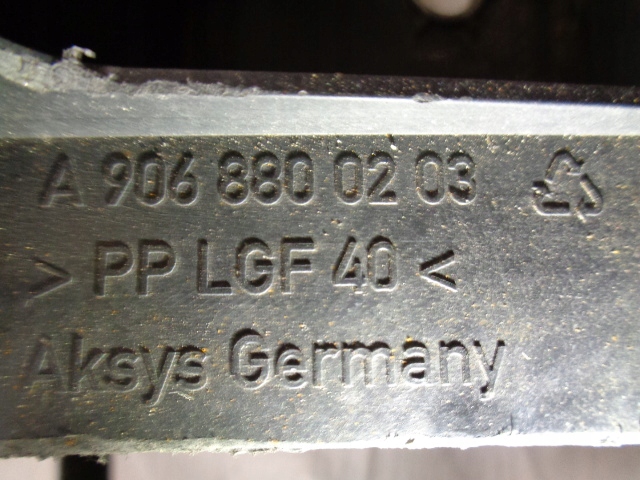 A 906 880 02 03
> PP LGF 40 <
Aksys Germany